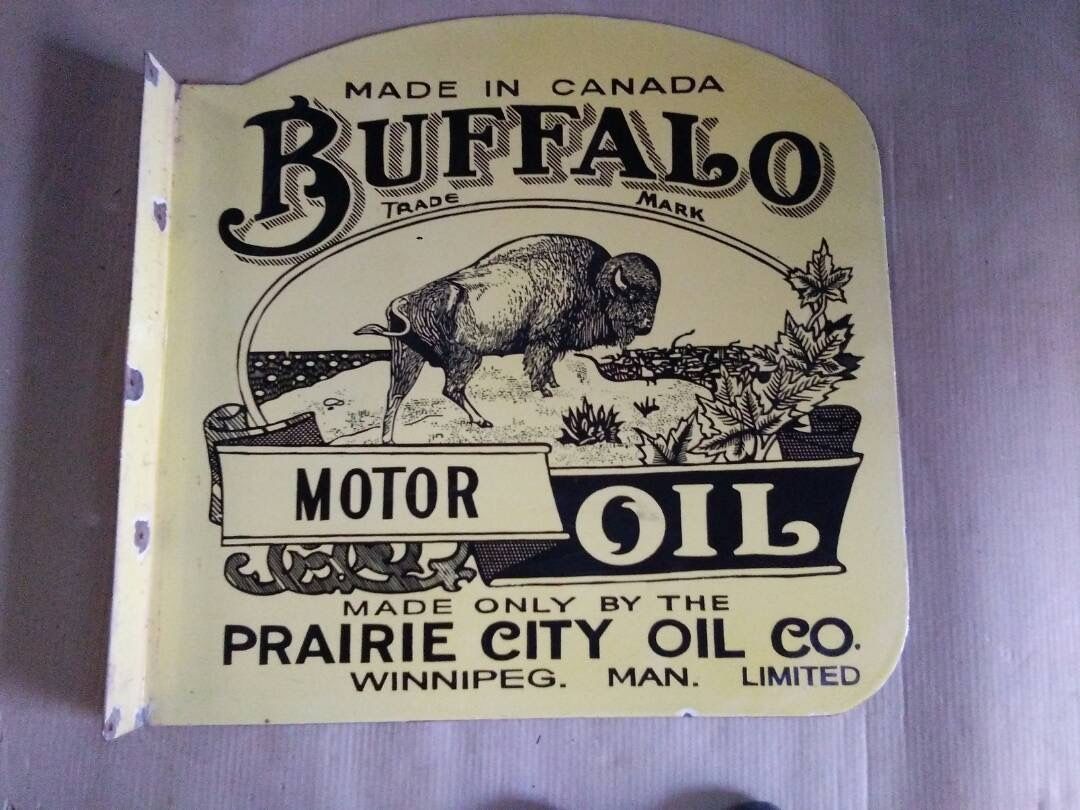 MADE IN CANADA
BUFFALO
TRADE MARK
MOTOR OIL
MADE ONLY BY THE
PRAIRIE CITY OIL CO.
WINNIPEG. MAN. LIMITED